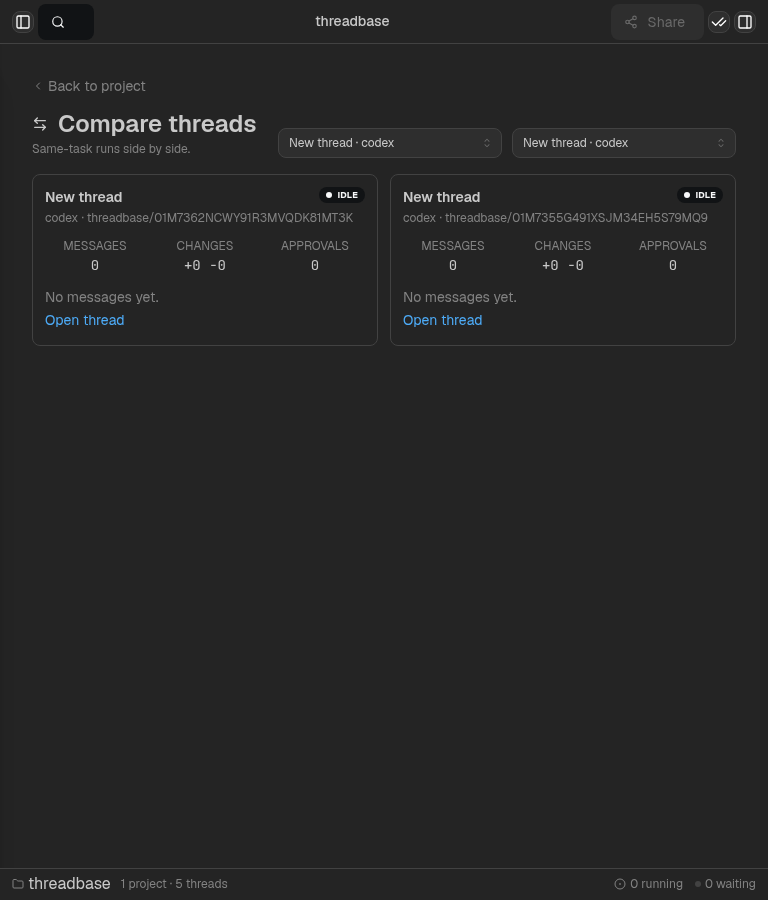 threadbase
Share
Back to project
Compare threads
Same-task runs side by side.
New thread · codex
New thread · codex
New thread
IDLE
codex · threadbase/01M7362NCWY91R3MVQDK81MT3K
MESSAGES CHANGES APPROVALS
0 +0 -0 0
No messages yet.
Open thread
New thread
IDLE
codex · threadbase/01M7355G491XSJM34EH5S79MQ9
MESSAGES CHANGES APPROVALS
0 +0 -0 0
No messages yet.
Open thread
threadbase 1 project · 5 threads
0 running 0 waiting